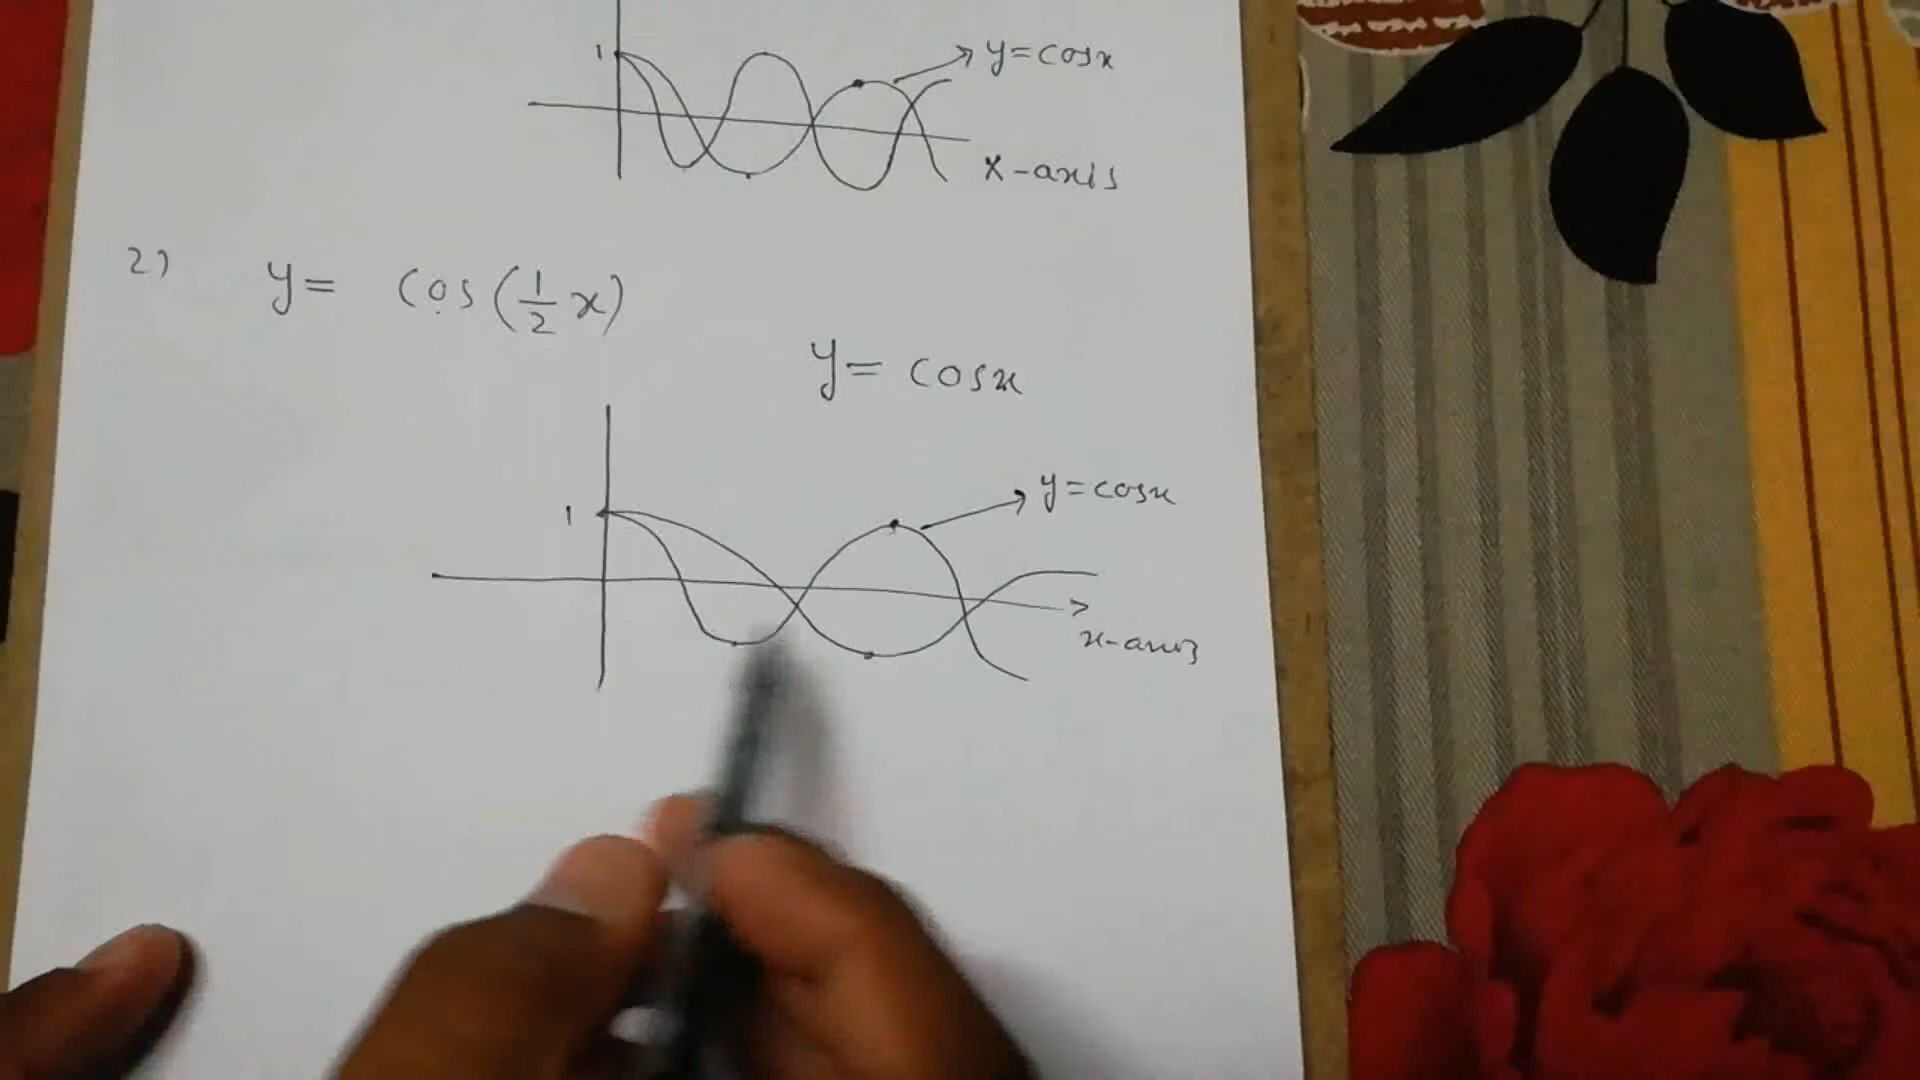 1
y=cosx
X-axis
2)
y= cos(1/2 x)
y= cosx
y=cosx
1
x-axis